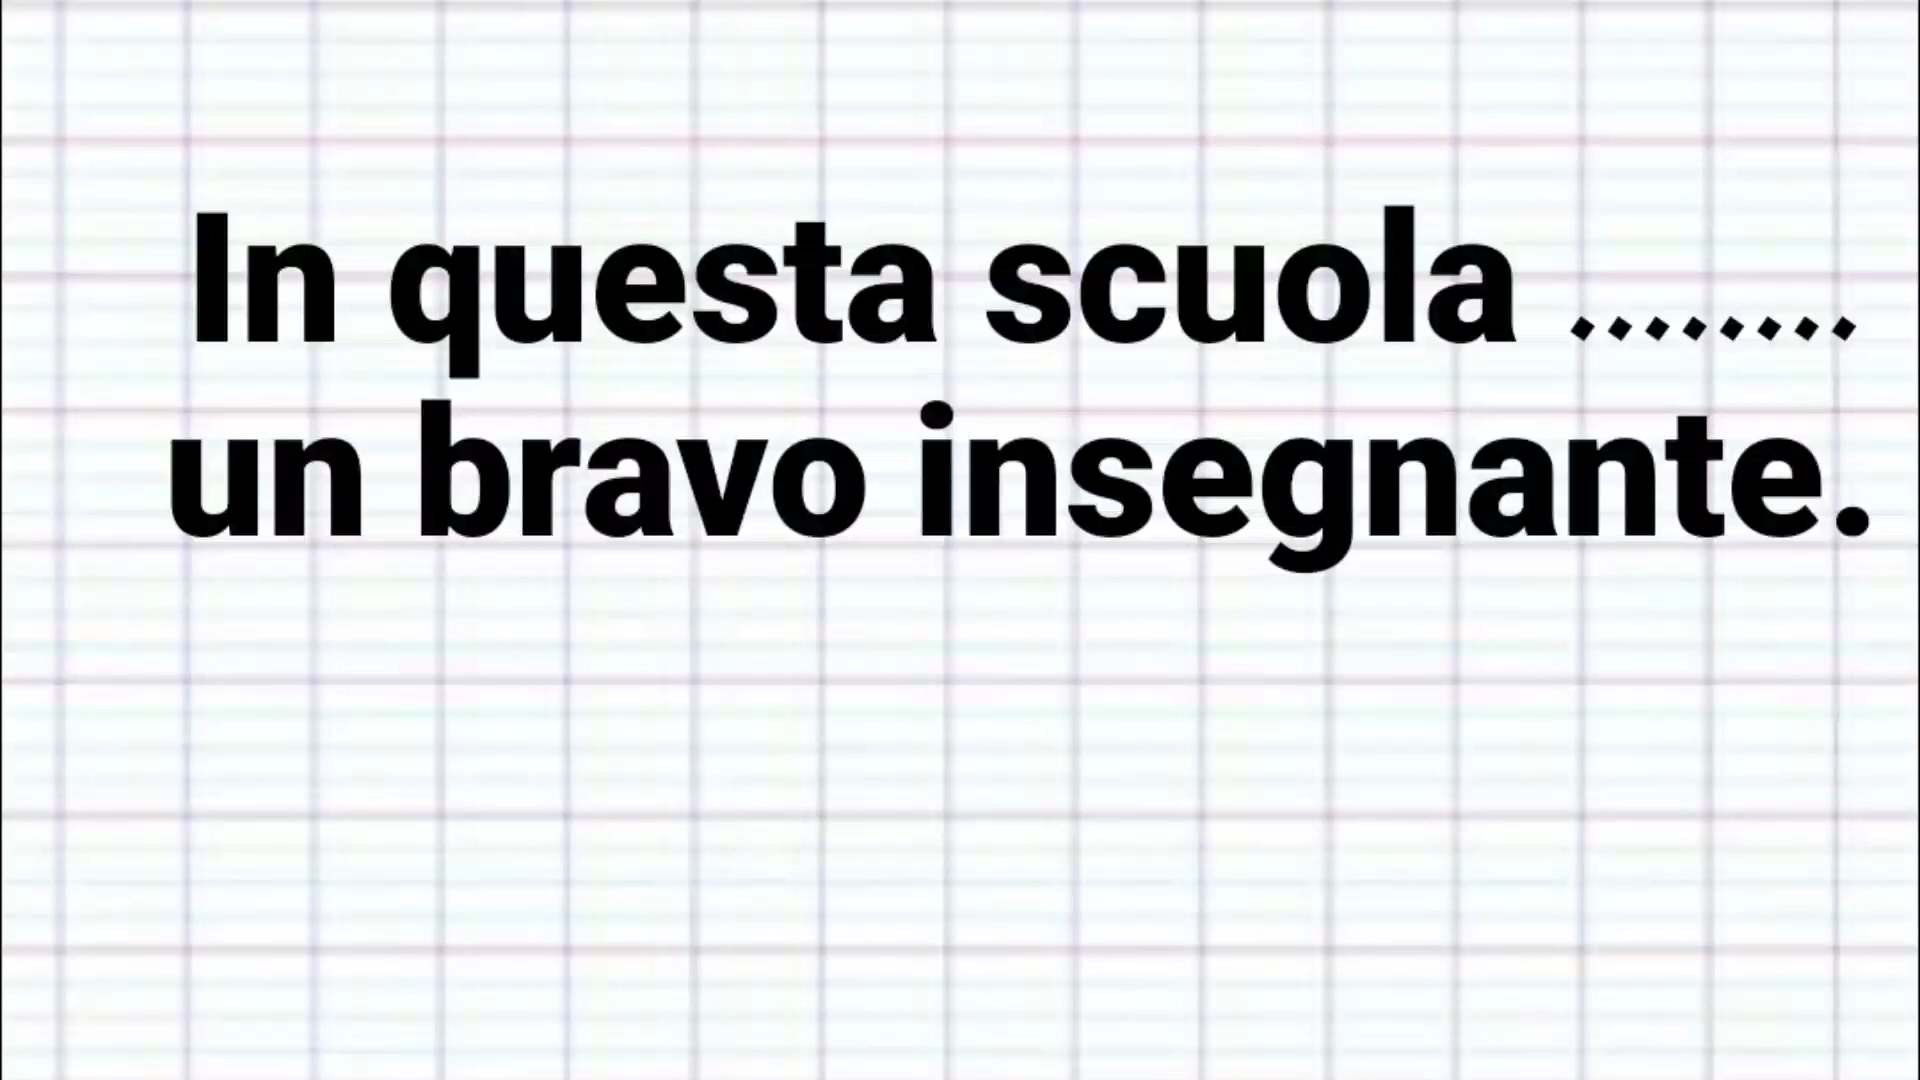 In questa scuola ........
un bravo insegnante.